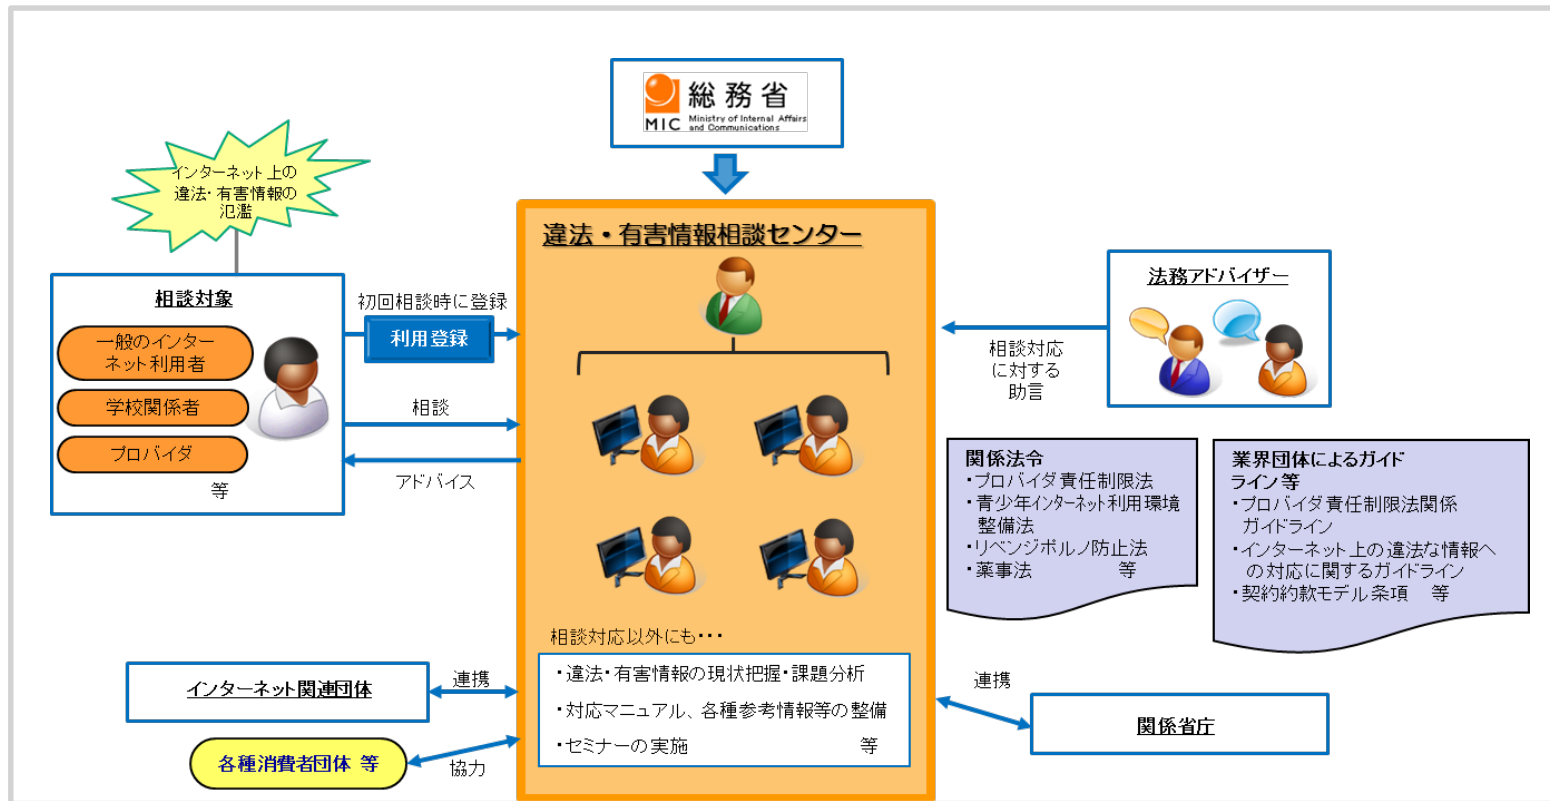 総務省
MIC Ministry of Internal Affairs
and Communications
インターネット上の
違法・有害情報の
氾濫
相談対象
一般のインター
ネット利用者
学校関係者
プロバイダ
等
初回相談時に登録
利用登録
相談
アドバイス
違法・有害情報相談センター
相談対応以外にも・・・
・違法・有害情報の現状把握・課題分析
・対応マニュアル、各種参考情報等の整備
・セミナーの実施 等
法務アドバイザー
相談対応
に対する
助言
関係法令
・プロバイダ責任制限法
・青少年インターネット利用環境
整備法
・リベンジポルノ防止法
・薬事法 等
業界団体によるガイド
ライン等
・プロバイダ責任制限法関係
ガイドライン
・インターネット上の違法な情報へ
の対応に関するガイドライン
・契約約款モデル条項 等
インターネット関連団体
連携
各種消費者団体 等
協力
連携
関係省庁